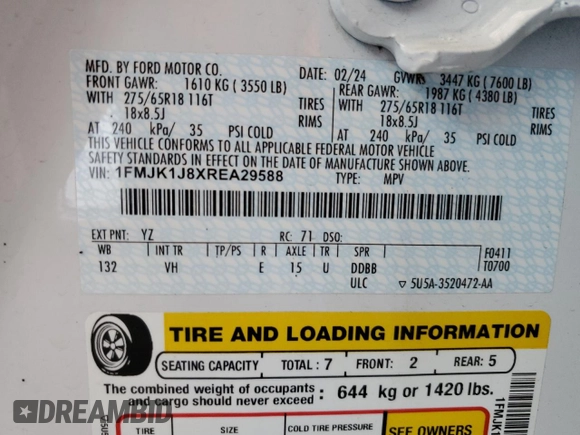 MFD. BY FORD MOTOR CO.
DATE: 02/24 GVWR: 3447 KG (7600 LB)
FRONT GAWR: 1610 KG (3550 LB)
REAR GAWR: 1987 KG (4380 LB)
WITH 275/65R18 116T TIRES
18x8.5J RIMS
AT 240 kPa/ 35 PSI COLD
WITH 275/65R18 116T TIRES
18x8.5J RIMS
AT 240 kPa/ 35 PSI COLD
THIS VEHICLE CONFORMS TO ALL APPLICABLE FEDERAL MOTOR VEHICLE
SAFETY STANDARDS IN EFFECT ON THE DATE OF MANUFACTURE SHOWN ABOVE.
VIN: 1FMJK1J8XREA29588
TYPE: MPV
EXT PNT: YZ RC: 71 DSO:
WB INT TR TP/PS R AXLE TR SPR F0411
132 VH E 15 U DDBB T0700
ULC ▽ 5U5A-3520472-AA
TIRE AND LOADING INFORMATION
SEATING CAPACITY TOTAL: 7 FRONT: 2 REAR: 5
The combined weight of occupants
and cargo should never exceed: 644 kg or 1420 lbs.
TIRE SIZE COLD TIRE PRESSURE SEE OWNERS
1FMJK
DREAMBID